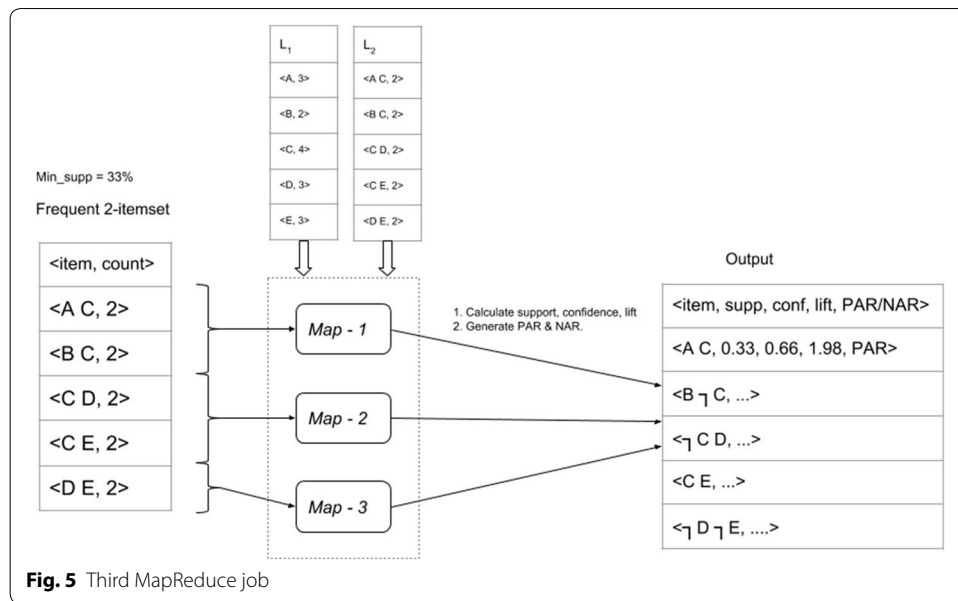 L₁
<A, 3>
<B, 2>
<C, 4>
<D, 3>
<E, 3>
L₂
<A C, 2>
<B C, 2>
<C D, 2>
<C E, 2>
<D E, 2>
Min_supp = 33%
Frequent 2-itemset
<item, count>
<A C, 2>
<B C, 2>
<C D, 2>
<C E, 2>
<D E, 2>
Map - 1
Map - 2
Map - 3
1. Calculate support, confidence, lift
2. Generate PAR & NAR.
Output
<item, supp, conf, lift, PAR/NAR>
<A C, 0.33, 0.66, 1.98, PAR>
<B ┐ C, ...>
<┐ C D, ...>
<C E, ...>
<┐ D ┐ E, ....>
Fig. 5 Third MapReduce job